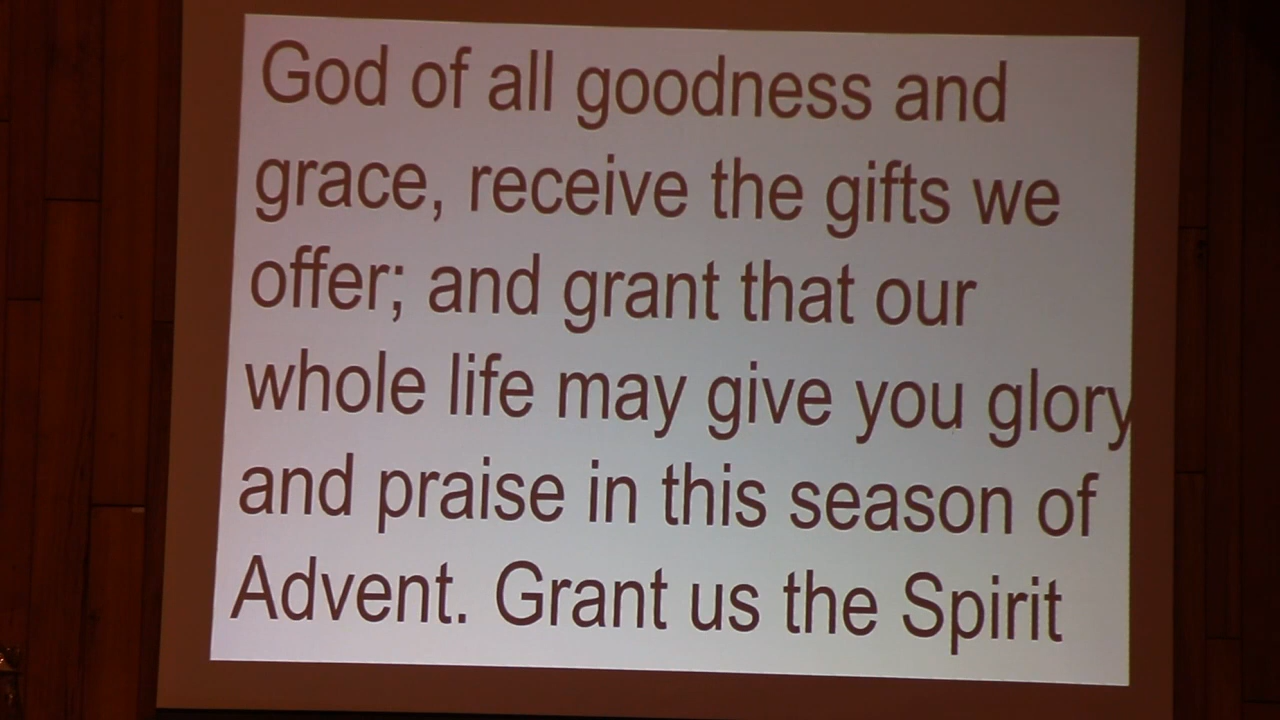 God of all goodness and
grace, receive the gifts we
offer; and grant that our
whole life may give you glory
and praise in this season of
Advent. Grant us the Spirit